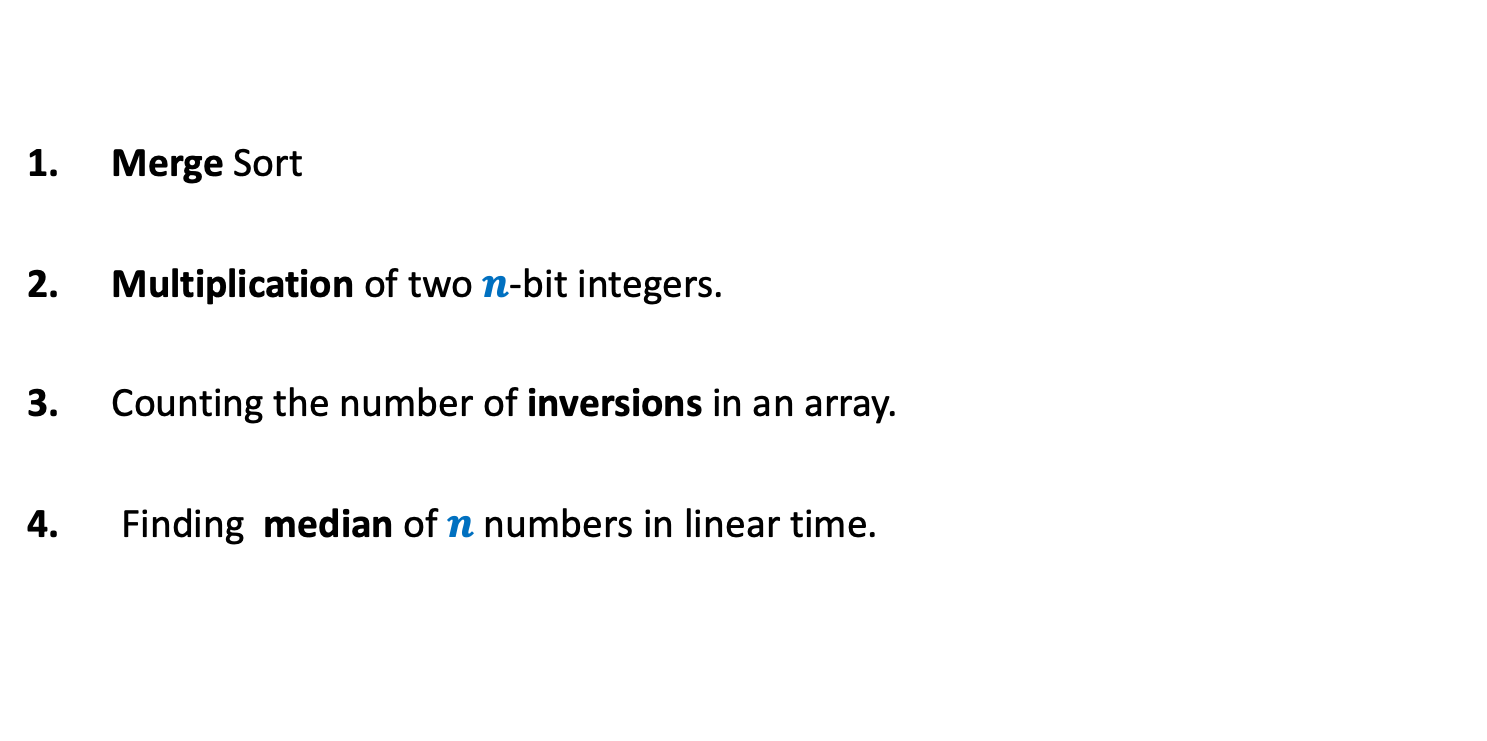 1. Merge Sort
2. Multiplication of two n-bit integers.
3. Counting the number of inversions in an array.
4. Finding median of n numbers in linear time.